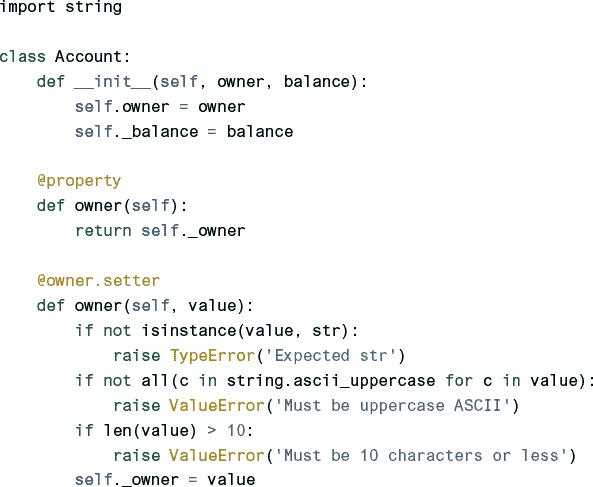 import string

class Account:
    def __init__(self, owner, balance):
        self.owner = owner
        self._balance = balance

    @property
    def owner(self):
        return self._owner

    @owner.setter
    def owner(self, value):
        if not isinstance(value, str):
            raise TypeError('Expected str')
        if not all(c in string.ascii_uppercase for c in value):
            raise ValueError('Must be uppercase ASCII')
        if len(value) > 10:
            raise ValueError('Must be 10 characters or less')
        self._owner = value